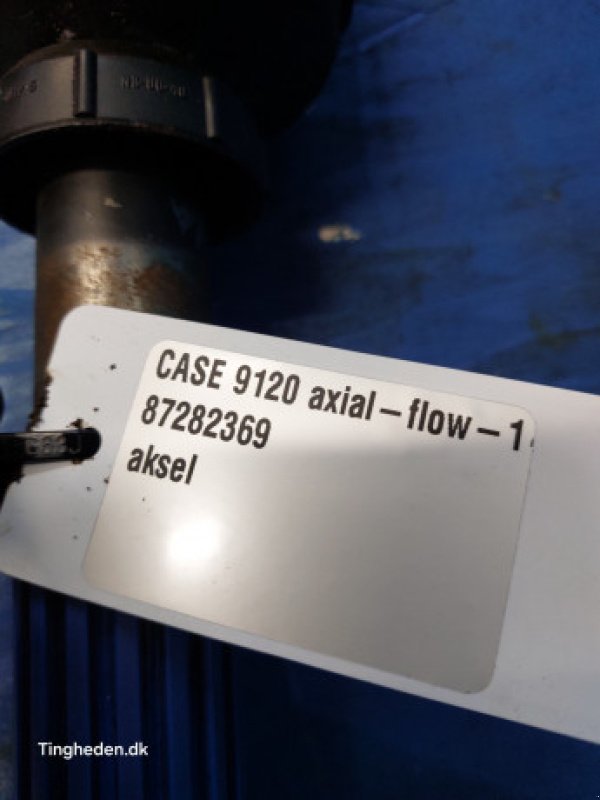 CASE 9120 axial-flow-1
87282369
aksel
Tingheden.dk